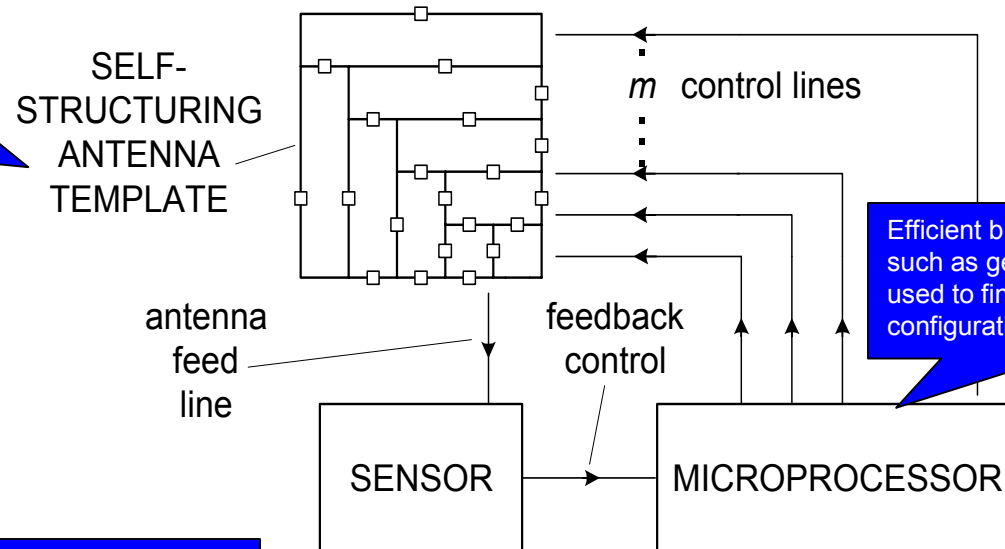 SELF-
STRUCTURING
ANTENNA
TEMPLATE
m control lines
Efficient b
such as ge
used to fin
configurat
antenna
feed
line
feedback
control
SENSOR
MICROPROCESSOR